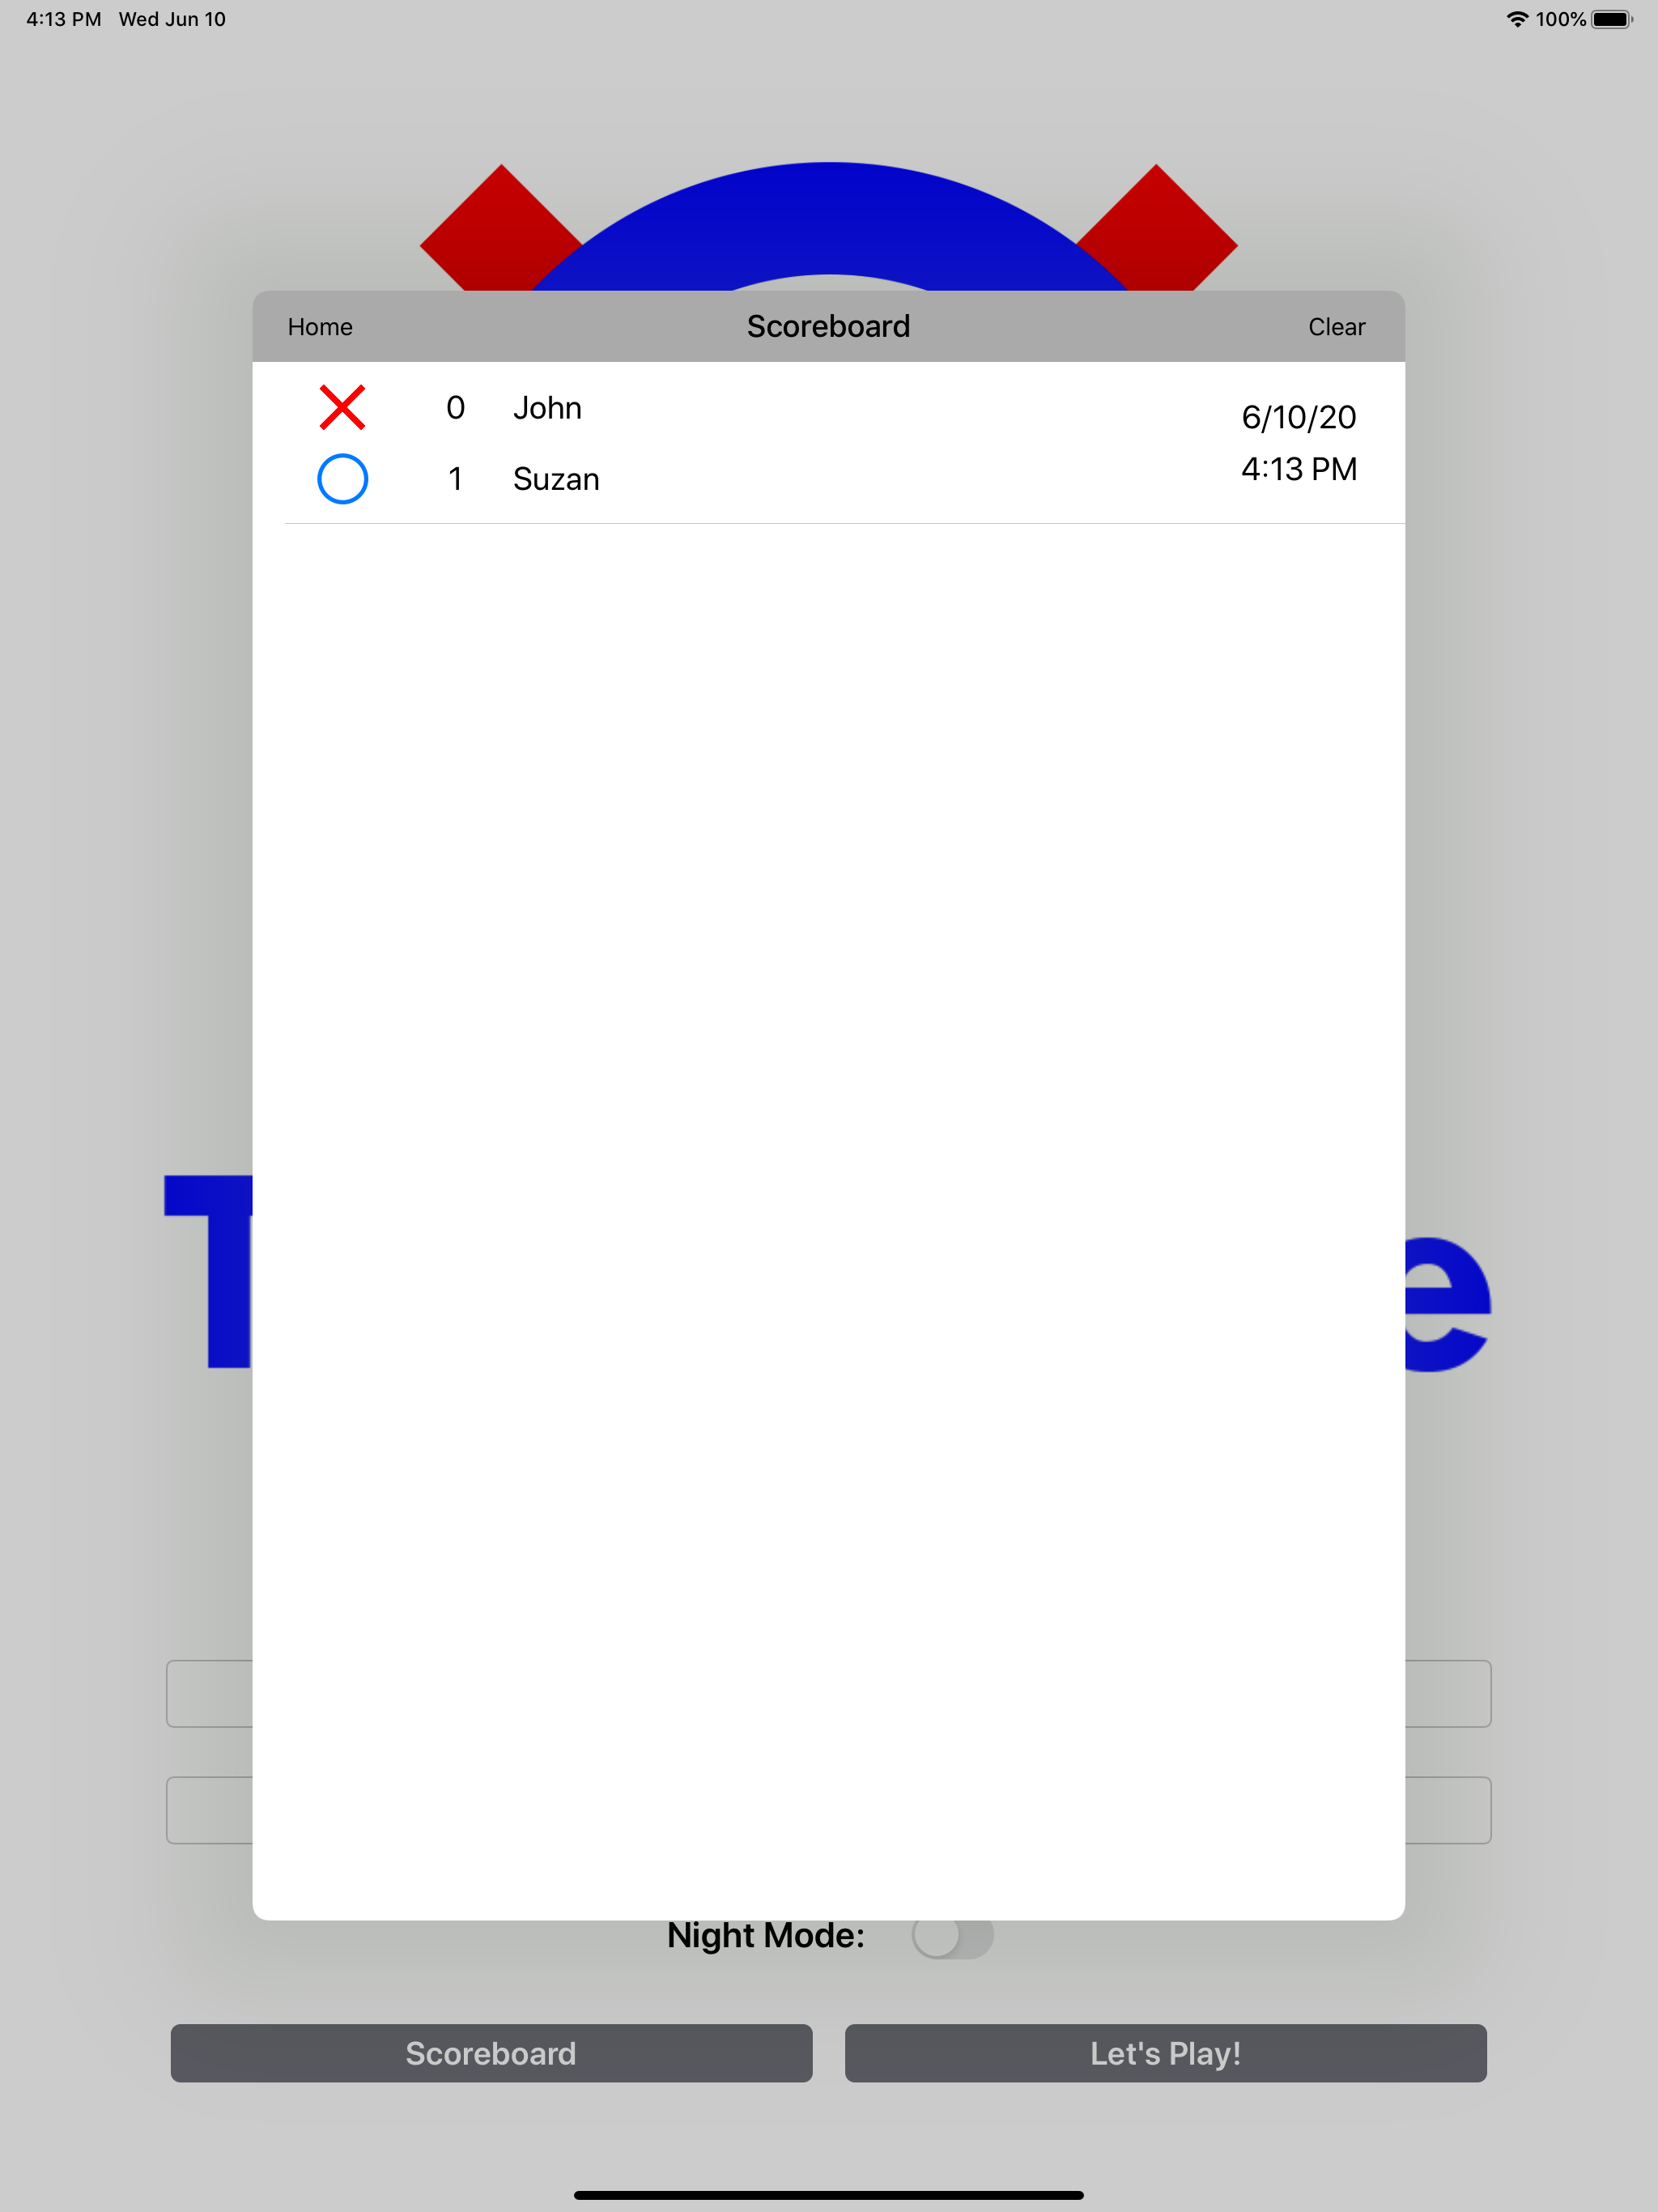 4:13 PM Wed Jun 10 100%
Home Scoreboard Clear
0 John
6/10/20
1 Suzan
4:13 PM
T e
Night Mode:
Scoreboard Let's Play!